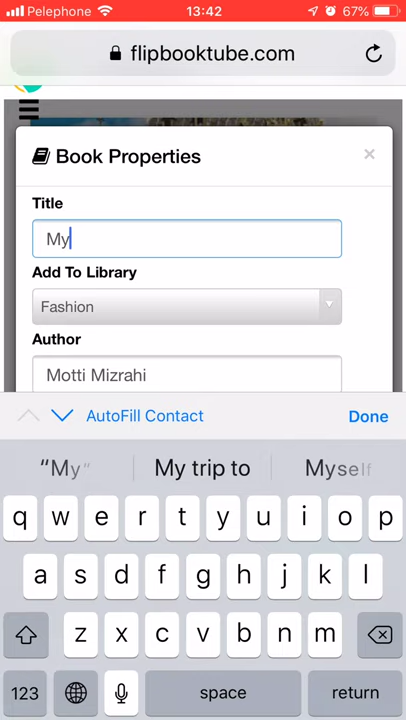 Pelephone 13:42 67%
flipbooktube.com
Book Properties ×
Title
My
Add To Library
Fashion
Author
Motti Mizrahi
AutoFill Contact Done
“My” My trip to Myself
q w e r t y u i o p
a s d f g h j k l
z x c v b n m
123 space return